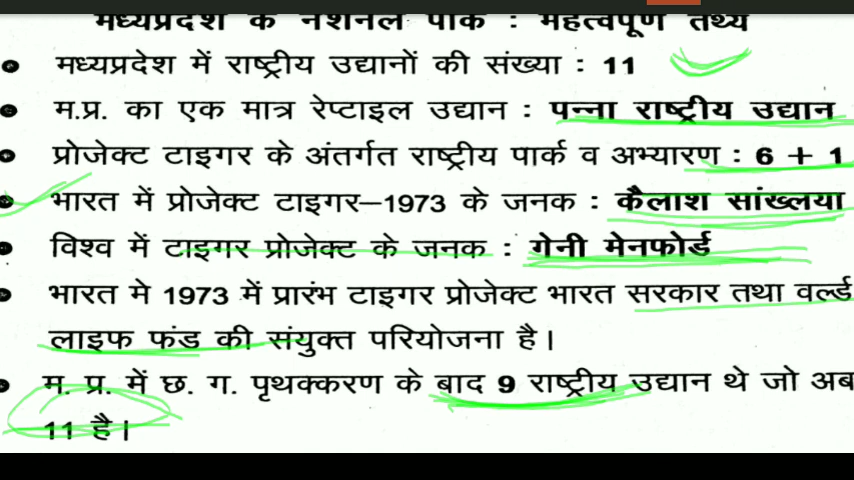 मध्यप्रदेश के नेशनल पार्क : महत्वपूर्ण तथ्य
● मध्यप्रदेश में राष्ट्रीय उद्यानों की संख्या : 11
● म.प्र. का एक मात्र रेप्टाइल उद्यान : पन्ना राष्ट्रीय उद्यान
● प्रोजेक्ट टाइगर के अंतर्गत राष्ट्रीय पार्क व अभ्यारण : 6 + 1
● भारत में प्रोजेक्ट टाइगर–1973 के जनक : कैलाश सांख्लया
● विश्व में टाइगर प्रोजेक्ट के जनक : गेनी मेनफोर्ड
● भारत मे 1973 में प्रारंभ टाइगर प्रोजेक्ट भारत सरकार तथा वर्ल्ड
लाइफ फंड की संयुक्त परियोजना है।
● म. प्र. में छ. ग. पृथक्करण के बाद 9 राष्ट्रीय उद्यान थे जो अब
11 है।